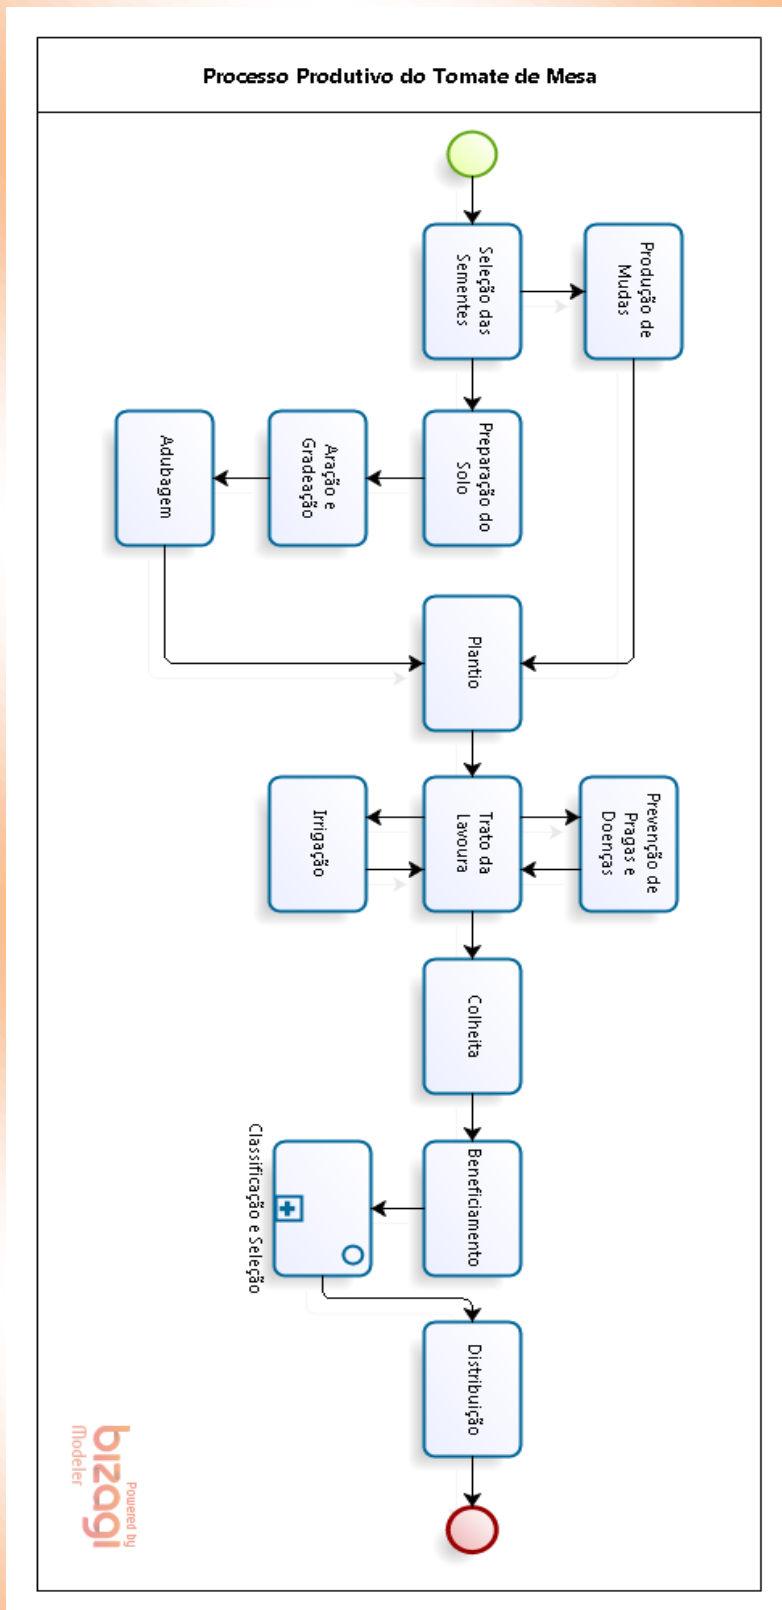 Processo Produtivo do Tomate de Mesa
Seleção das
Sementes
Produção de
Mudas
Preparação do
Solo
Aração e
Gradeação
Adubagem
Plantio
Trato da
Lavoura
Irrigação
Prevenção de
Pragas e
Doenças
Colheita
Beneficiamento
Classificação e Seleção
Distribuição
Powered by
bizagi
Modeler